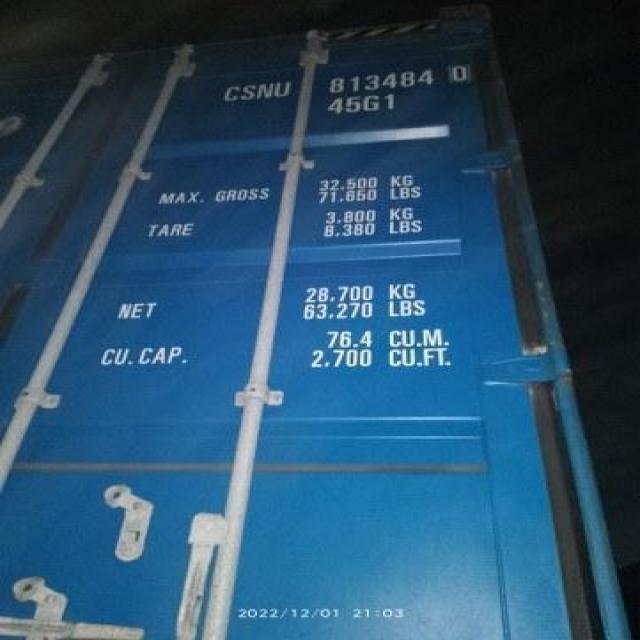 CSNU 813484 0
45G1
MAX. GROSS 32.500 KG
71.650 LBS
TARE 3.800 KG
8.380 LBS
NET 28.700 KG
63.270 LBS
CU. CAP. 76.4 CU.M.
2.700 CU.FT.
2022/12/01 21:03